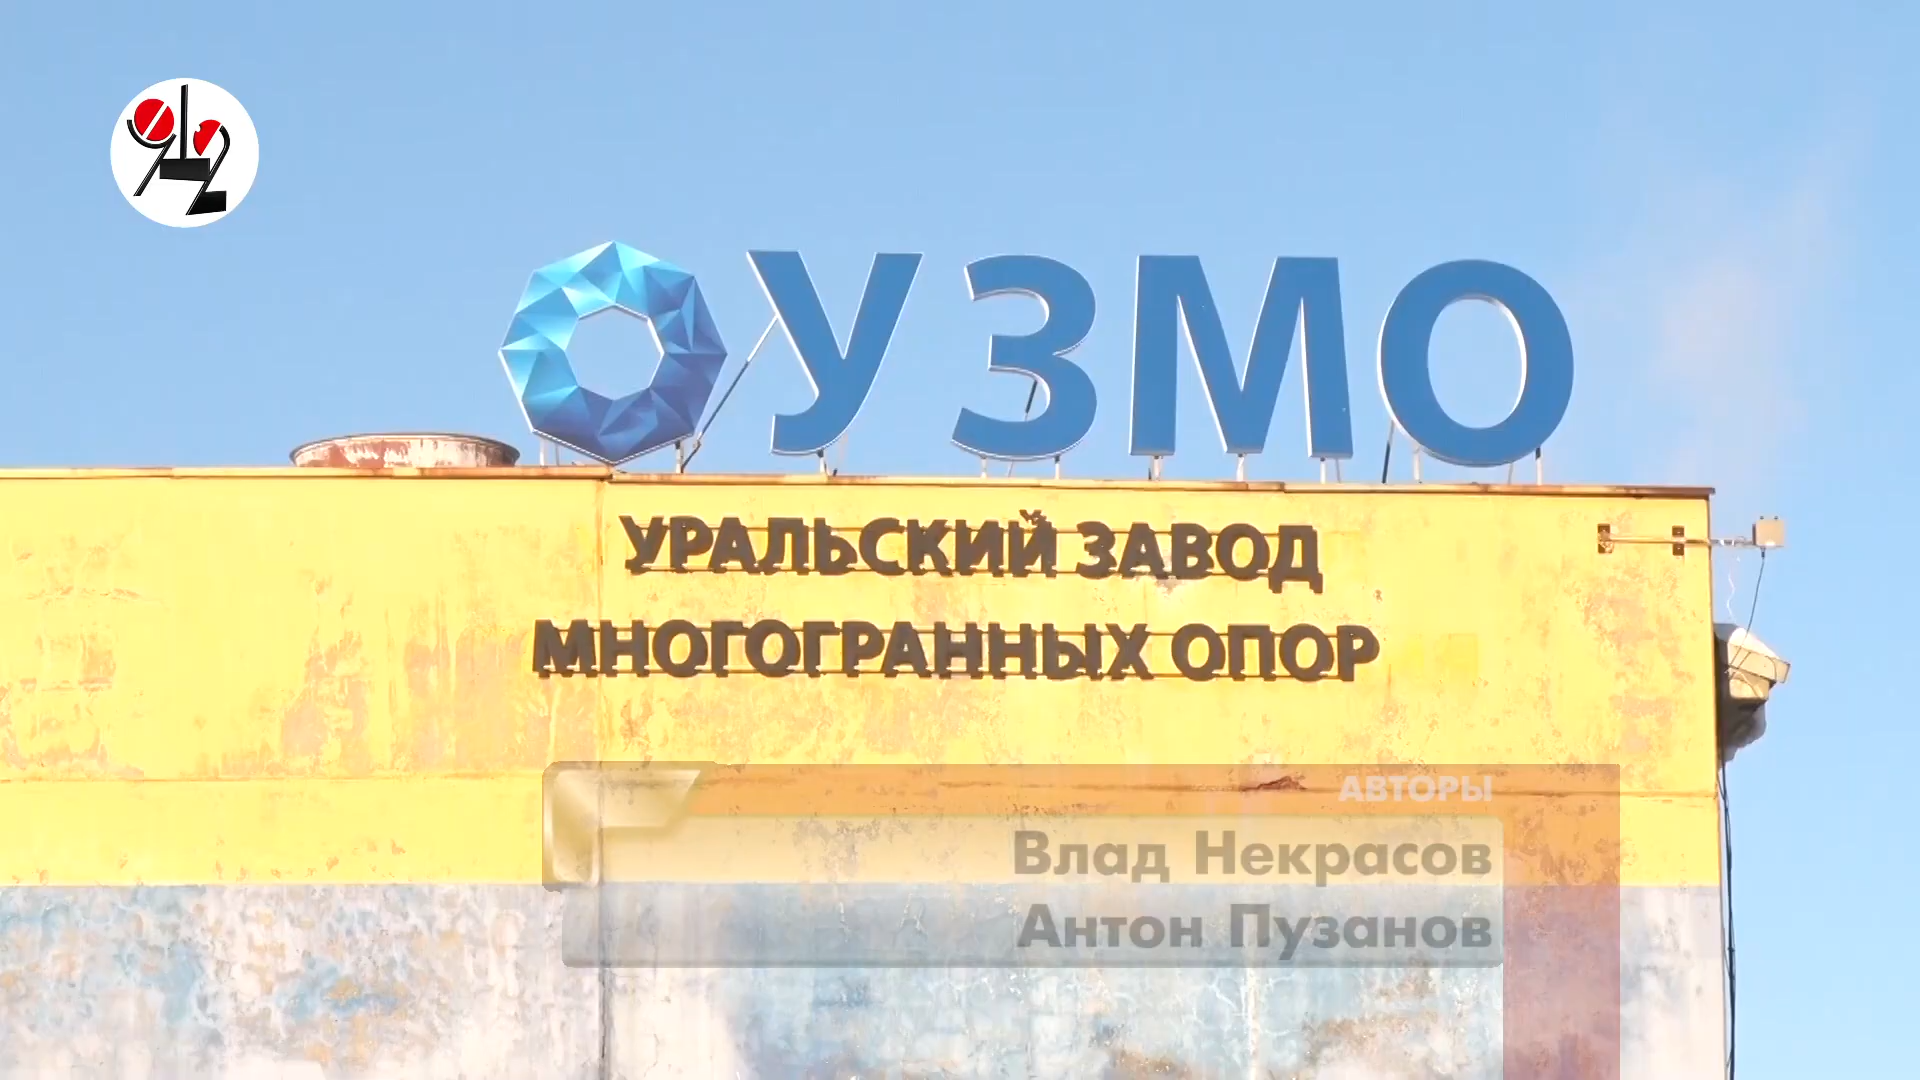 УЗМО
УРАЛЬСКИЙ ЗАВОД
МНОГОГРАННЫХ ОПОР
АВТОРЫ
Влад Некрасов
Антон Пузанов